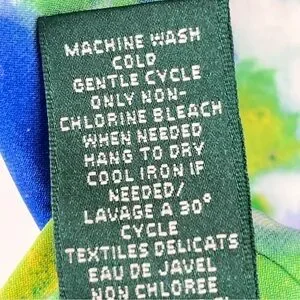 MACHINE WASH
COLD
GENTLE CYCLE
ONLY NON-
CHLORINE BLEACH
WHEN NEEDED
HANG TO DRY
COOL IRON IF
NEEDED/
LAVAGE A 30°
CYCLE
TEXTILES DELICATS
EAU DE JAVEL
NON CHLOREE